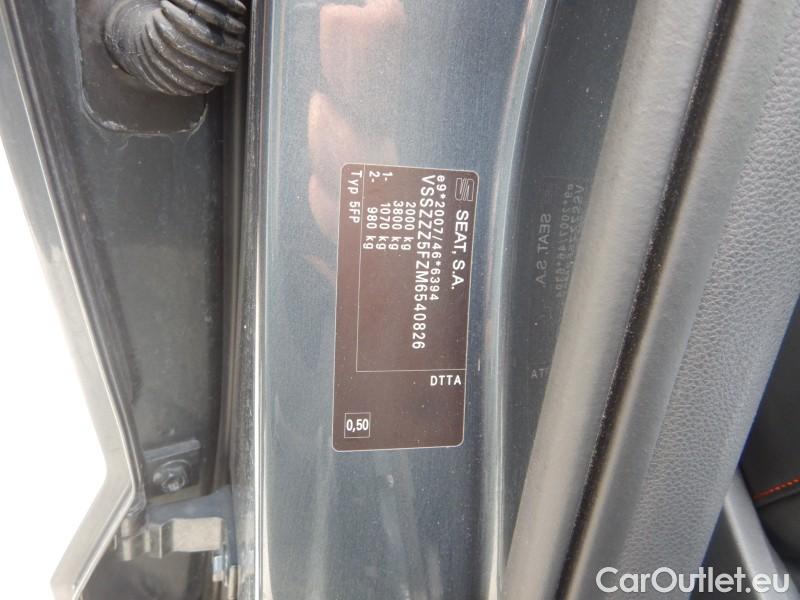 SEAT, S.A.
e9*2007/46*6394
VSSZZZ5FZM6540826
2000 kg
3800 kg
1- 1070 kg
2- 980 kg
Typ 5FP
DTTA
0,50
SEAT, S.A
CarOutlet.eu